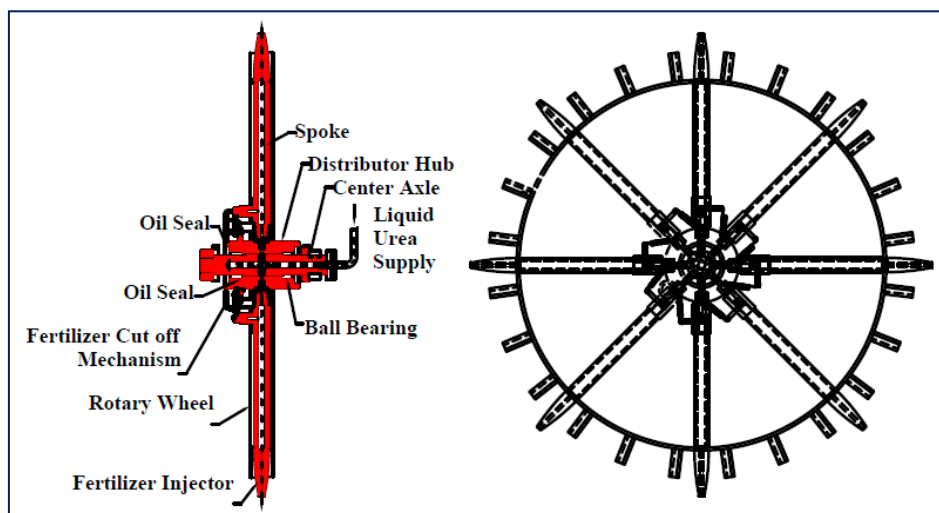 Spoke
Distributor Hub
Center Axle
Oil Seal
Liquid
Urea
Supply
Oil Seal
Ball Bearing
Fertilizer Cut off
Mechanism
Rotary Wheel
Fertilizer Injector